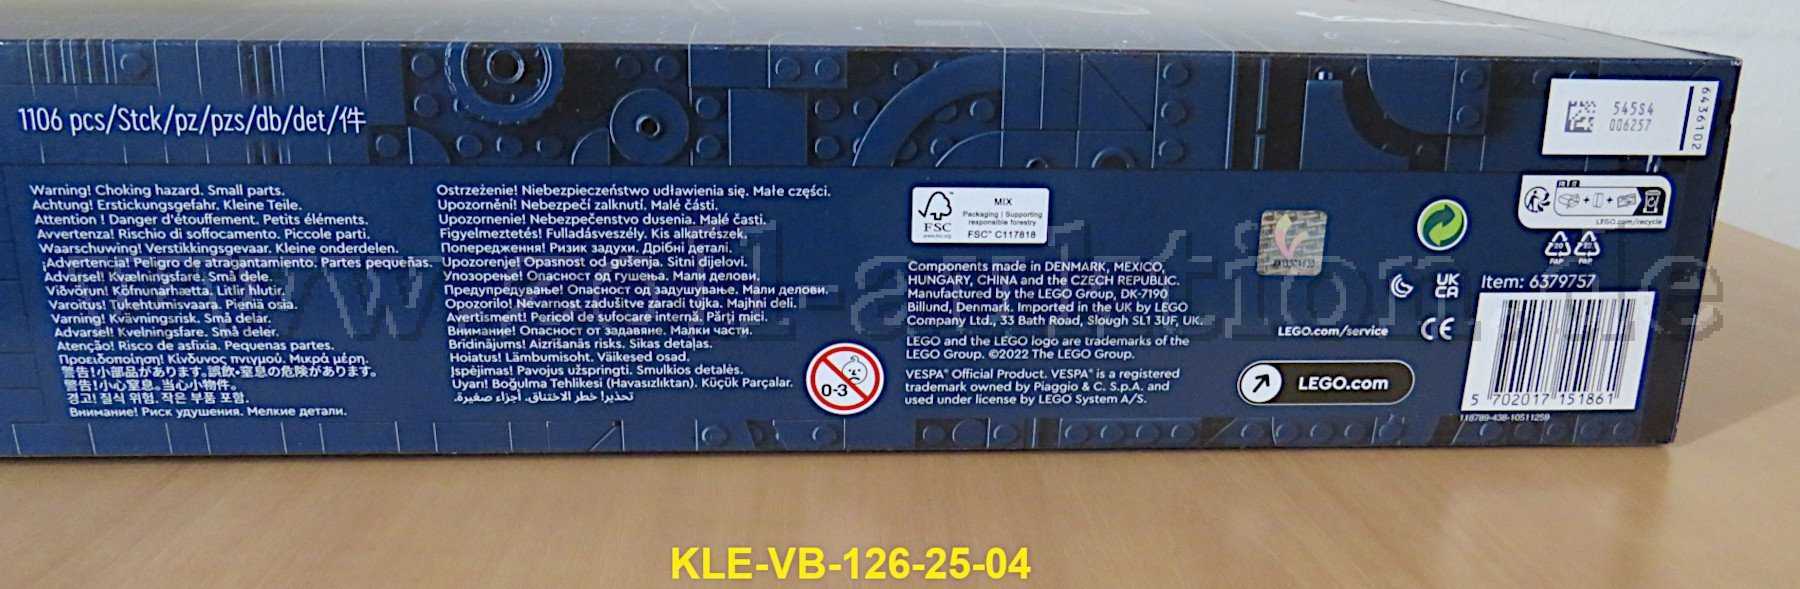 1106 pcs/Stck/pz/pzs/db/det/件
Warning! Choking hazard. Small parts.
Achtung! Erstickungsgefahr. Kleine Teile.
Attention ! Danger d'étouffement. Petits éléments.
Avvertenza! Rischio di soffocamento. Piccole parti.
Waarschuwing! Verstikkingsgevaar. Kleine onderdelen.
¡Advertencia! Peligro de atragantamiento. Partes pequeñas.
Advarsel! Kvælningsfare. Små dele.
Viðvörun! Köfnunarhætta. Litlir hlutir.
Varoitus! Tukehtumisvaara. Pieniä osia.
Varning! Kvävningsrisk. Små delar.
Advarsel! Kvelningsfare. Små deler.
Atenção! Risco de asfixia. Pequenas partes.
Προειδοποίηση! Κίνδυνος πνιγμού. Μικρά μέρη.
警告!小部品があります。誤飲・窒息の危険があります。
警告!小心窒息。当心小物件。
경고! 질식 위험. 작은 부품 포함.
Внимание! Риск удушения. Мелкие детали.
Ostrzeżenie! Niebezpieczeństwo udławienia się. Małe części.
Upozornění! Nebezpečí zalknutí. Malé části.
Upozornenie! Nebezpečenstvo dusenia. Malé časti.
Figyelmeztetés! Fulladásveszély. Kis alkatrészek.
Попередження! Ризик задухи. Дрібні деталі.
Upozorenje! Opasnost od gušenja. Sitni dijelovi.
Упозорење! Опасност од гушења. Мали делови.
Предупредување! Опасност од задушување. Мали делови.
Opozorilo! Nevarnost zadušitve zaradi tujka. Majhni deli.
Avertisment! Pericol de sufocare internă. Părți mici.
Внимание! Опасност от задавяне. Малки части.
Brīdinājums! Aizrīšanās risks. Sīkas detaļas.
Hoiatus! Lämbumisoht. Väikesed osad.
Įspėjimas! Pavojus užspringti. Smulkios detalės.
Uyarı! Boğulma Tehlikesi (Havasızlıktan). Küçük Parçalar.
تحذير! خطر الاختناق. أجزاء صغيرة.
0-3
FSC
www.fsc.org
MIX
Packaging | Supporting
responsible forestry
FSC® C117818
Components made in DENMARK, MEXICO,
HUNGARY, CHINA and the CZECH REPUBLIC.
Manufactured by the LEGO Group, DK-7190
Billund, Denmark. Imported in the UK by LEGO
Company Ltd., 33 Bath Road, Slough SL1 3UF, UK.
LEGO and the LEGO logo are trademarks of the
LEGO Group. ©2022 The LEGO Group.
VESPA® Official Product. VESPA® is a registered
trademark owned by Piaggio & C. S.p.A. and
used under license by LEGO System A/S.
LEGO.com/service
LEGO.com
UK
CA
CE
545S4
006257
6436102
LEGO.com/recycle
20
PAP
20
PAP
Item: 6379757
5 702017 151861
118789-438-10511259
KLE-VB-126-25-04